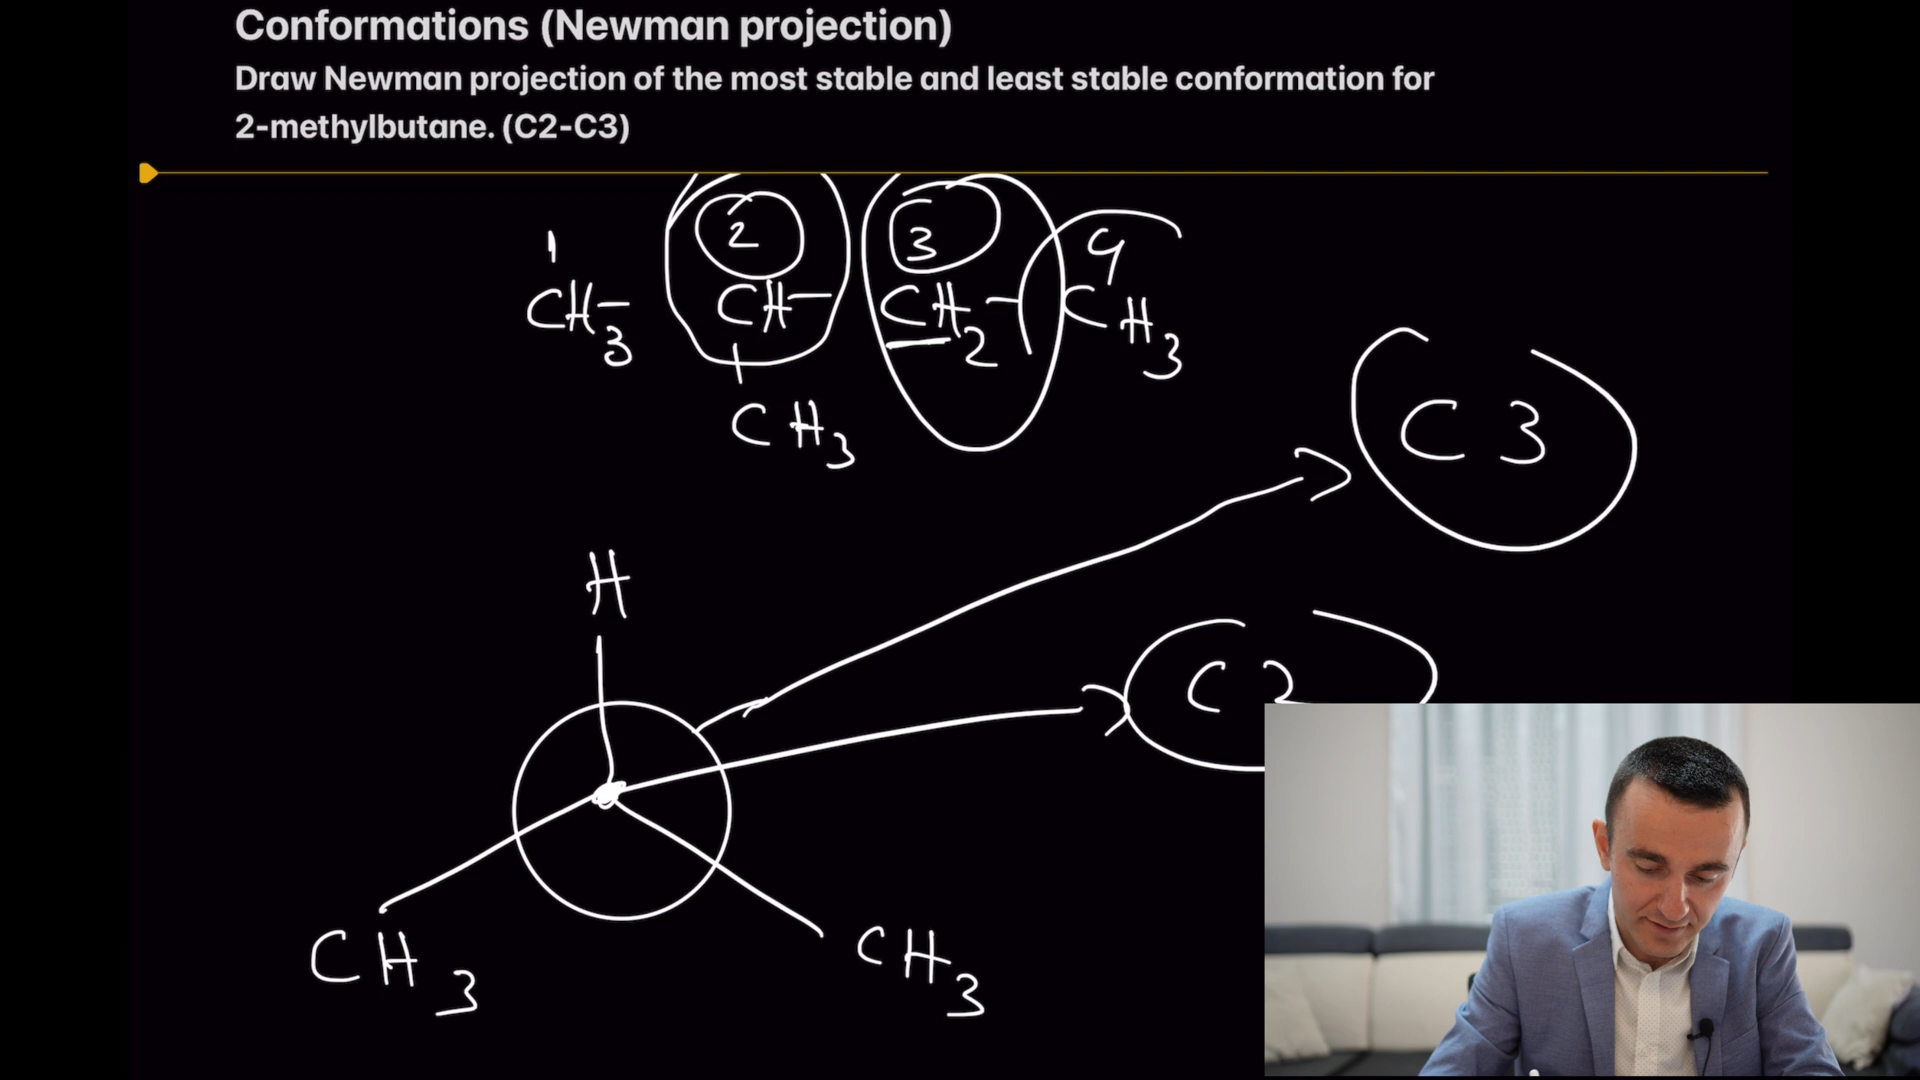 Conformations (Newman projection)
Draw Newman projection of the most stable and least stable conformation for
2-methylbutane. (C2-C3)
1 2 3 4
CH3 – CH – CH2 – CH3
CH3
C3
H
C2
CH3 CH3